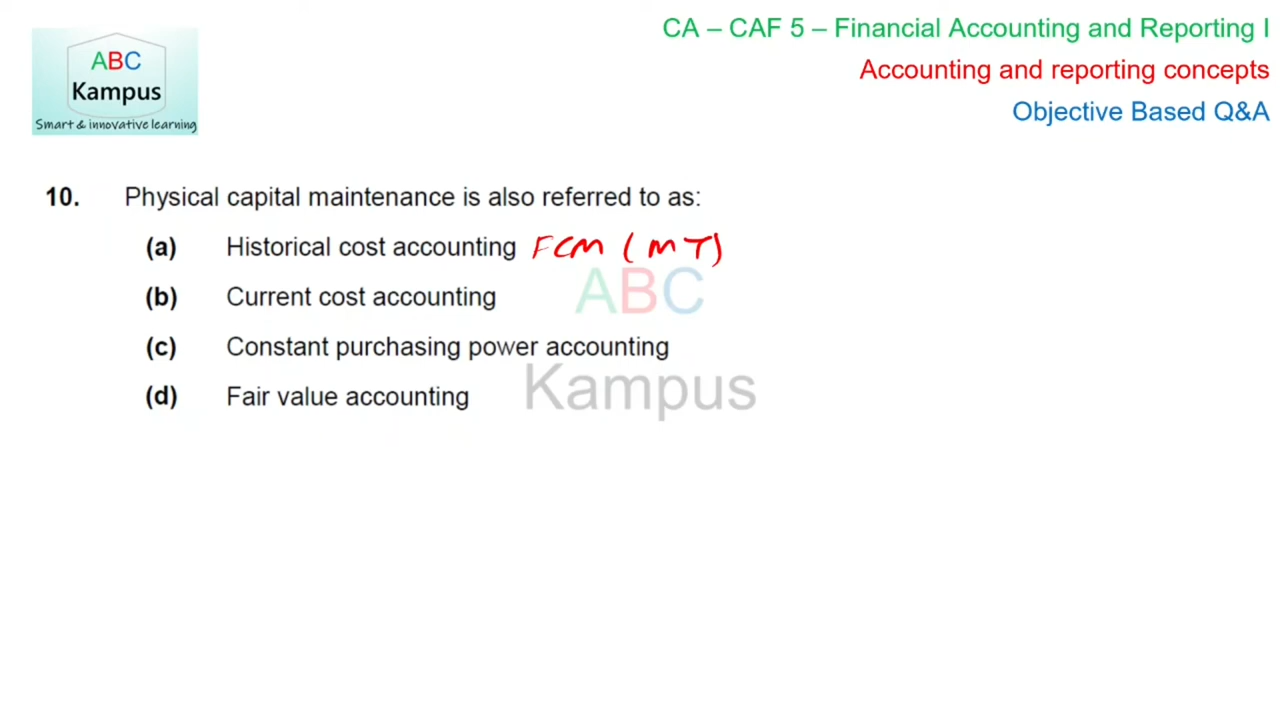 ABC
Kampus
Smart & innovative learning
CA – CAF 5 – Financial Accounting and Reporting I
Accounting and reporting concepts
Objective Based Q&A
10. Physical capital maintenance is also referred to as:
(a) Historical cost accounting FCM (MT)
(b) Current cost accounting
(c) Constant purchasing power accounting
(d) Fair value accounting
ABC
Kampus